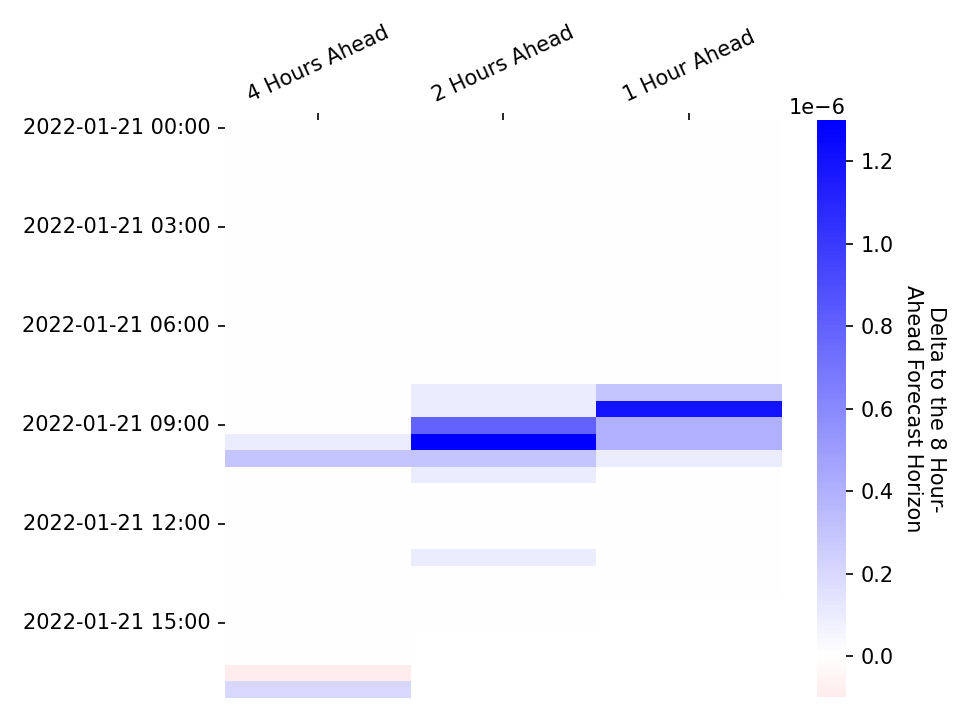 4 Hours Ahead
2 Hours Ahead
1 Hour Ahead
1e−6
2022-01-21 00:00
2022-01-21 03:00
2022-01-21 06:00
2022-01-21 09:00
2022-01-21 12:00
2022-01-21 15:00
1.2
1.0
0.8
0.6
0.4
0.2
0.0
Delta to the 8 Hour-
Ahead Forecast Horizon